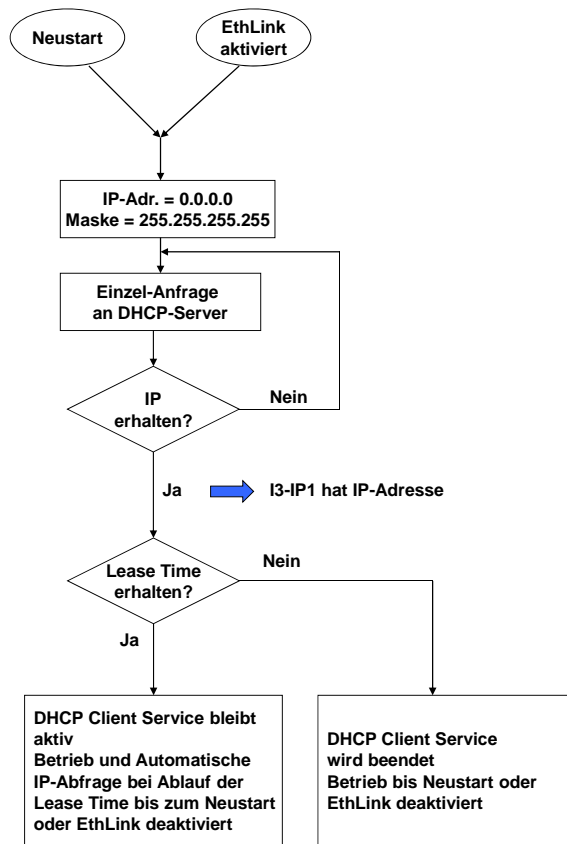 Neustart
EthLink
aktiviert
IP-Adr. = 0.0.0.0
Maske = 255.255.255.255
Einzel-Anfrage
an DHCP-Server
IP
erhalten?
Nein
Ja
I3-IP1 hat IP-Adresse
Lease Time
erhalten?
Nein
Ja
DHCP Client Service bleibt
aktiv
Betrieb und Automatische
IP-Abfrage bei Ablauf der
Lease Time bis zum Neustart
oder EthLink deaktiviert
DHCP Client Service
wird beendet
Betrieb bis Neustart oder
EthLink deaktiviert